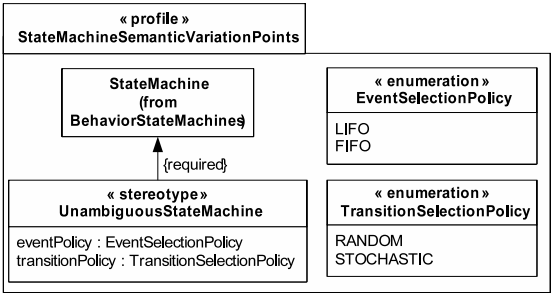 « profile »
StateMachineSemanticVariationPoints
StateMachine
(from
BehaviorStateMachines)
{required}
« stereotype»
UnambiguousStateMachine
eventPolicy : EventSelectionPolicy
transitionPolicy : TransitionSelectionPolicy
« enumeration»
EventSelectionPolicy
LIFO
FIFO
« enumeration»
TransitionSelectionPolicy
RANDOM
STOCHASTIC